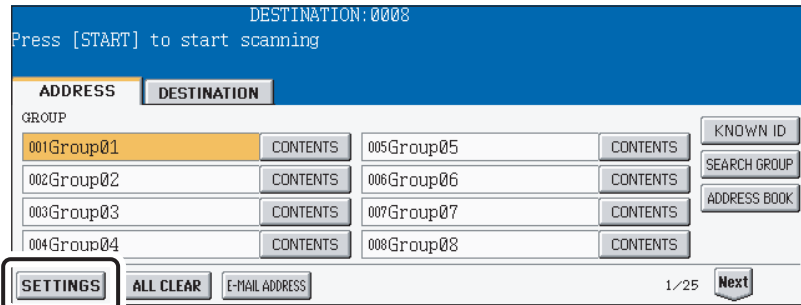 DESTINATION:0008
Press [START] to start scanning
ADDRESS DESTINATION
GROUP
001Group01 CONTENTS 005Group05 CONTENTS KNOWN ID
002Group02 CONTENTS 006Group06 CONTENTS SEARCH GROUP
003Group03 CONTENTS 007Group07 CONTENTS ADDRESS BOOK
004Group04 CONTENTS 008Group08 CONTENTS
SETTINGS ALL CLEAR E-MAIL ADDRESS 1/25 Next